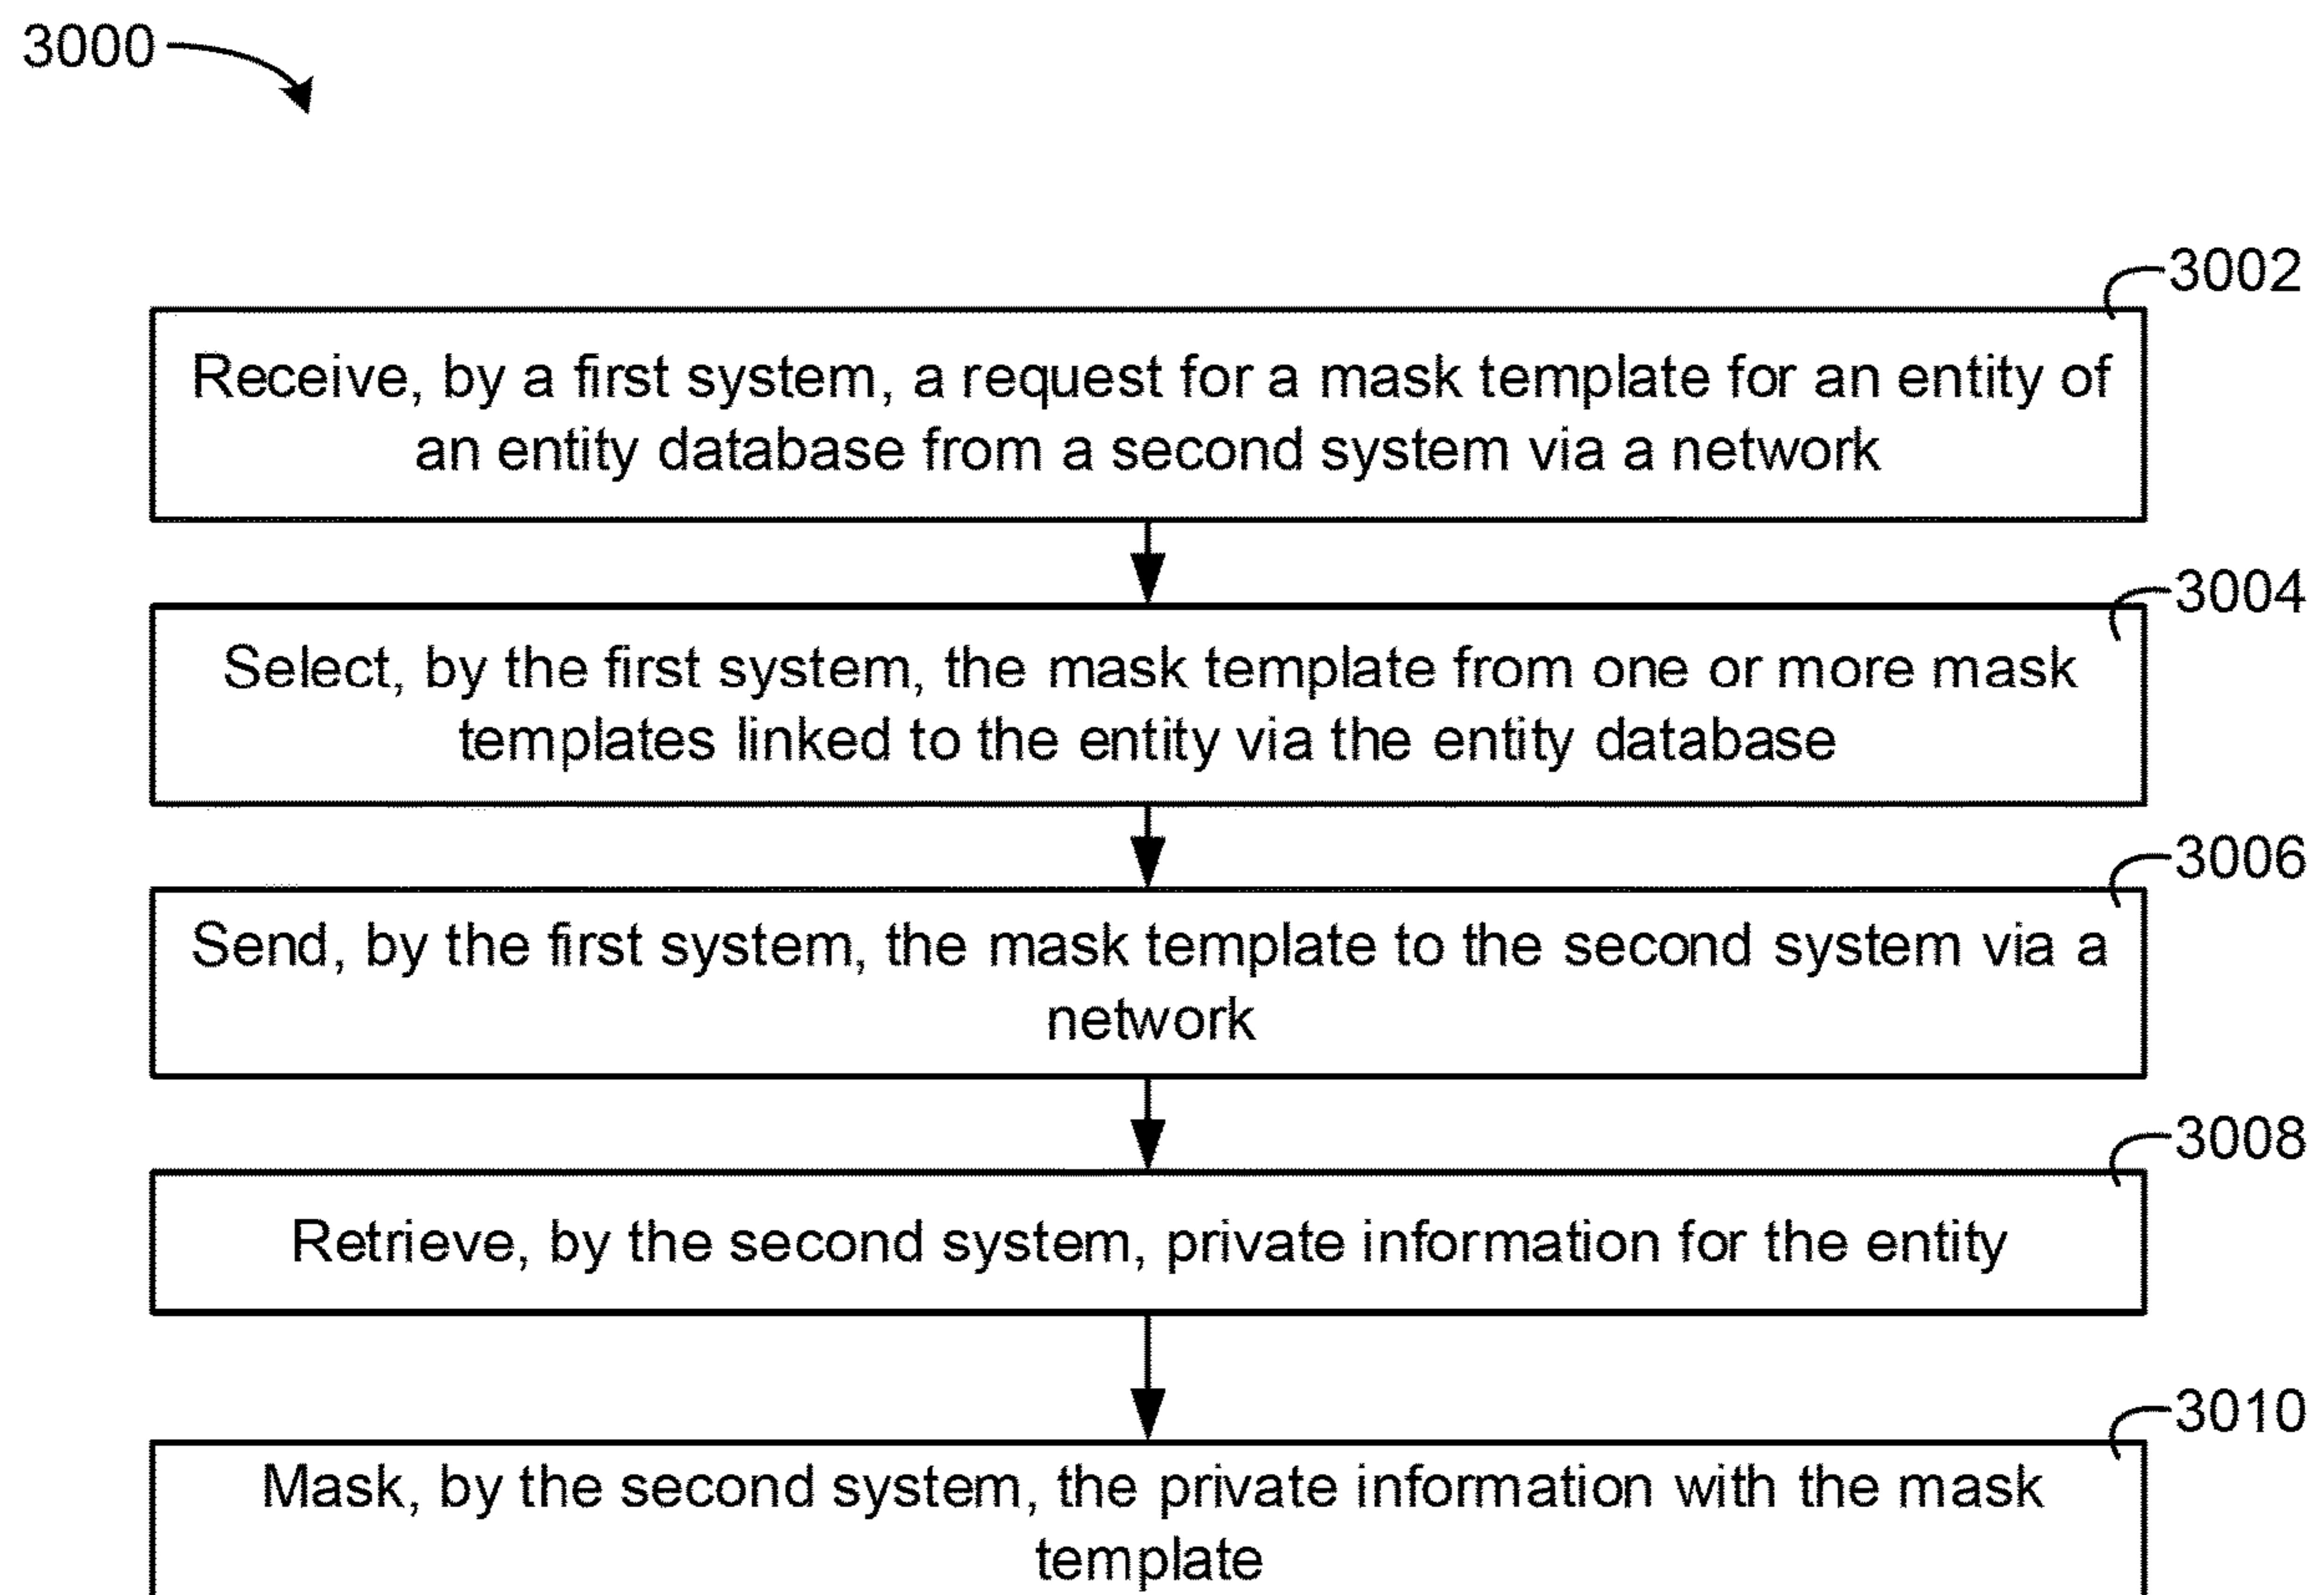 3000
3002
Receive, by a first system, a request for a mask template for an entity of
an entity database from a second system via a network
3004
Select, by the first system, the mask template from one or more mask
templates linked to the entity via the entity database
3006
Send, by the first system, the mask template to the second system via a
network
3008
Retrieve, by the second system, private information for the entity
3010
Mask, by the second system, the private information with the mask
template